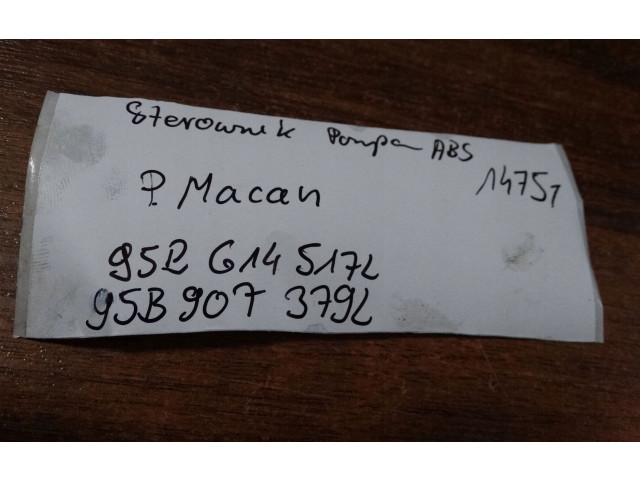 Sterownik Pompa ABS
14751
P Macan
95B 614 517L
95B 907 379L